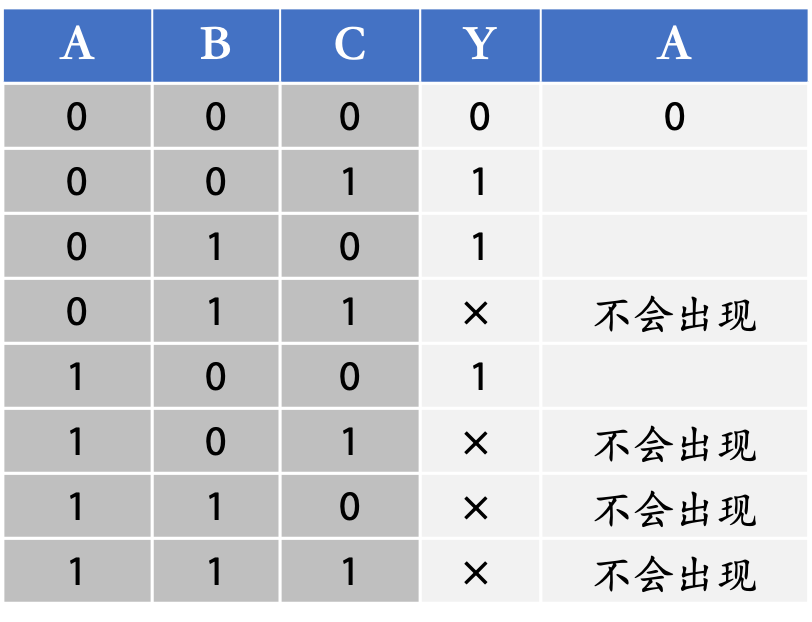 A B C Y A
0 0 0 0 0
0 0 1 1
0 1 0 1
0 1 1 × 不会出现
1 0 0 1
1 0 1 × 不会出现
1 1 0 × 不会出现
1 1 1 × 不会出现